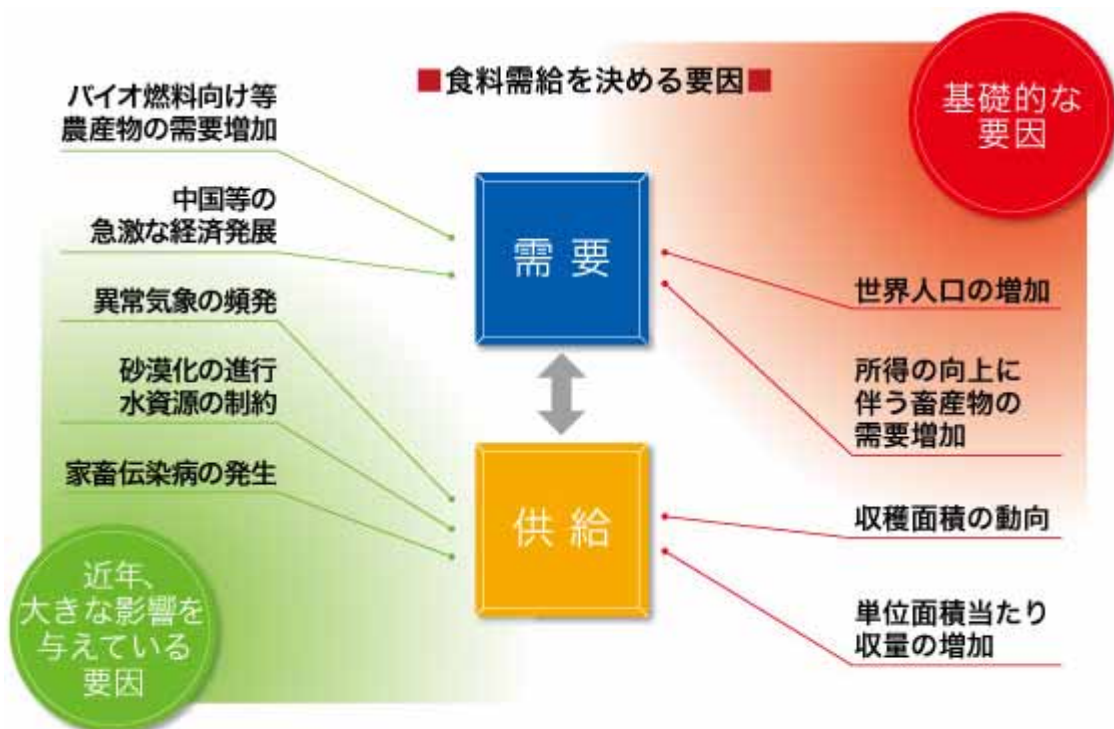 ■食料需給を決める要因■
基礎的な
要因
バイオ燃料向け等
農産物の需要増加
中国等の
急激な経済発展
異常気象の頻発
砂漠化の進行
水資源の制約
家畜伝染病の発生
近年、
大きな影響を
与えている
要因
需要
供給
世界人口の増加
所得の向上に
伴う畜産物の
需要増加
収穫面積の動向
単位面積当たり
収量の増加